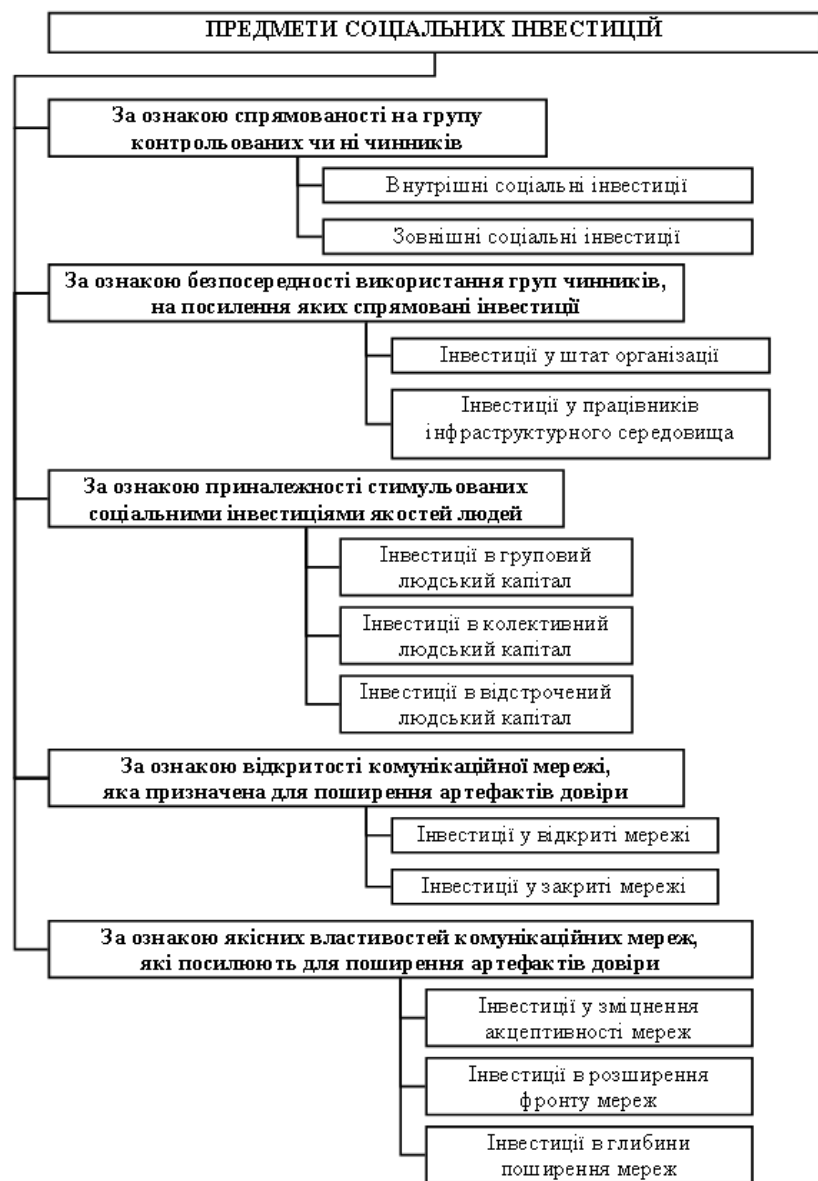 ПРЕДМЕТИ СОЦІАЛЬНИХ ІНВЕСТИЦІЙ
За ознакою спрямованості на групу
контрольованих чи ні чинників
Внутрішні соціальні інвестиції
Зовнішні соціальні інвестиції
За ознакою безпосередності використання груп чинників,
на посилення яких спрямовані інвестиції
Інвестиції у штат організації
Інвестиції у працівників
інфраструктурного середовища
За ознакою приналежності стимульованих
соціальними інвестиціями якостей людей
Інвестиції в груповий
людський капітал
Інвестиції в колективний
людський капітал
Інвестиції в відстрочений
людський капітал
За ознакою відкритості комунікаційної мережі,
яка призначена для поширення артефактів довіри
Інвестиції у відкриті мережі
Інвестиції у закриті мережі
За ознакою якісних властивостей комунікаційних мереж,
які посилюють для поширення артефактів довіри
Інвестиції у зміцнення
акцептивності мереж
Інвестиції в розширення
фронту мереж
Інвестиції в глибини
поширення мереж